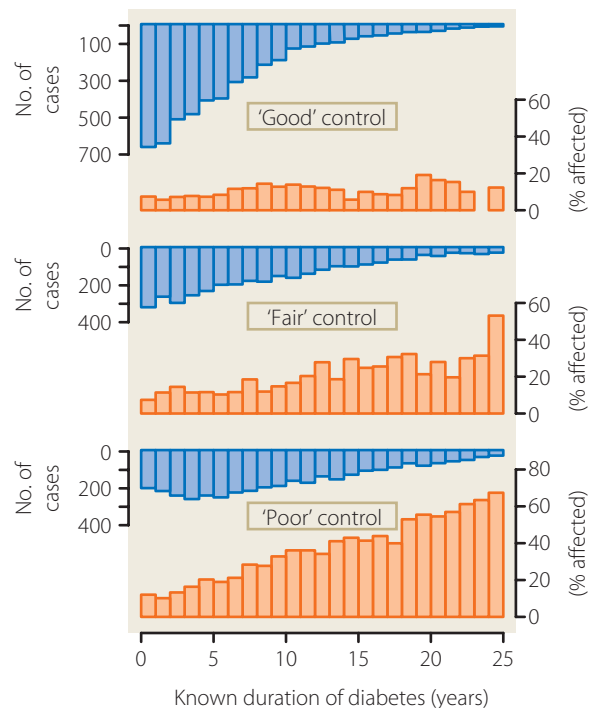 No. of
cases
100
300
500
700
'Good' control
60
40
20
0
(% affected)
No. of
cases
0
200
400
'Fair' control
60
40
20
0
(% affected)
No. of
cases
0
200
400
'Poor' control
80
60
40
20
0
(% affected)
0 5 10 15 20 25
Known duration of diabetes (years)